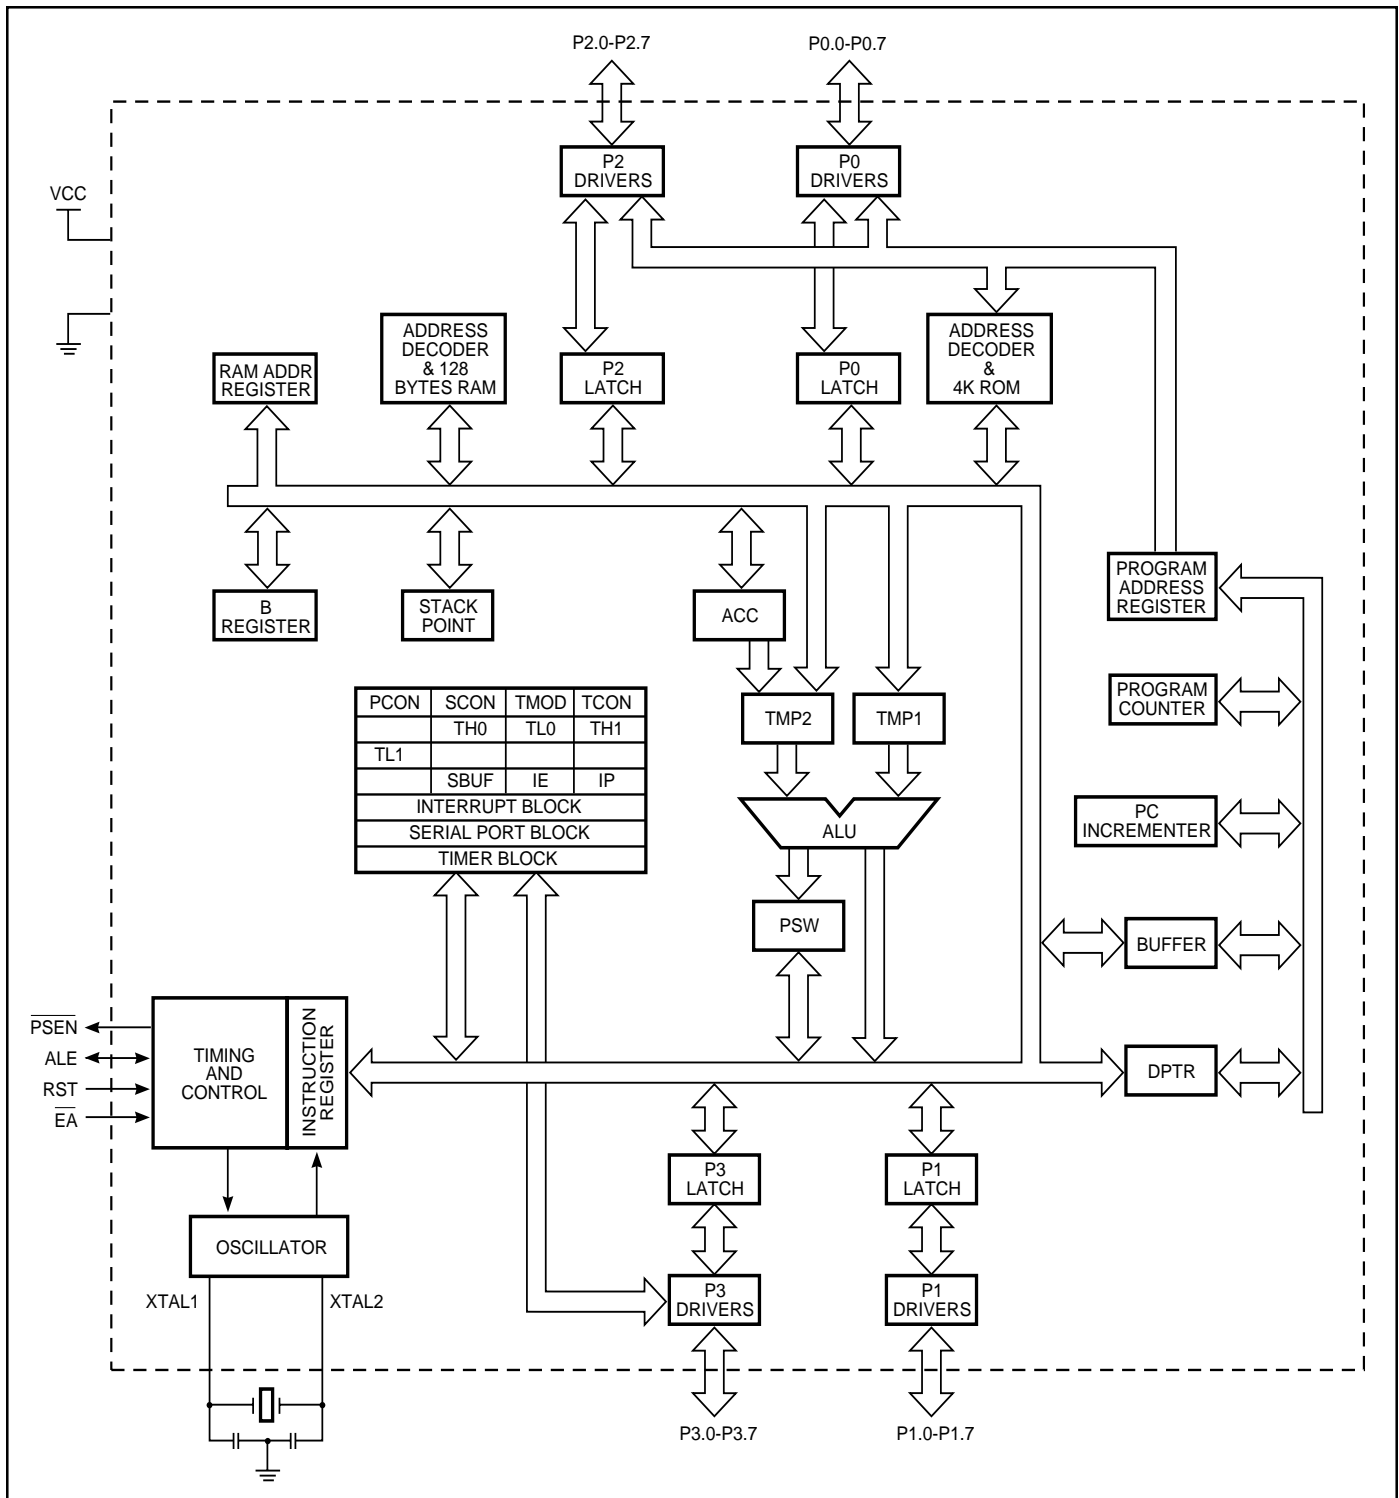 P2.0-P2.7
P0.0-P0.7
P2
DRIVERS
P0
DRIVERS
VCC
RAM ADDR
REGISTER
ADDRESS
DECODER
& 128
BYTES RAM
P2
LATCH
P0
LATCH
ADDRESS
DECODER
&
4K ROM
B
REGISTER
STACK
POINT
ACC
PROGRAM
ADDRESS
REGISTER
PCON SCON TMOD TCON
TH0 TL0 TH1
TL1
SBUF IE IP
INTERRUPT BLOCK
SERIAL PORT BLOCK
TIMER BLOCK
TMP2
TMP1
PROGRAM
COUNTER
ALU
PC
INCREMENTER
PSW
BUFFER
PSEN
ALE
RST
EA
TIMING
AND
CONTROL
INSTRUCTION
REGISTER
DPTR
P3
LATCH
P1
LATCH
OSCILLATOR
XTAL1
XTAL2
P3
DRIVERS
P1
DRIVERS
P3.0-P3.7
P1.0-P1.7